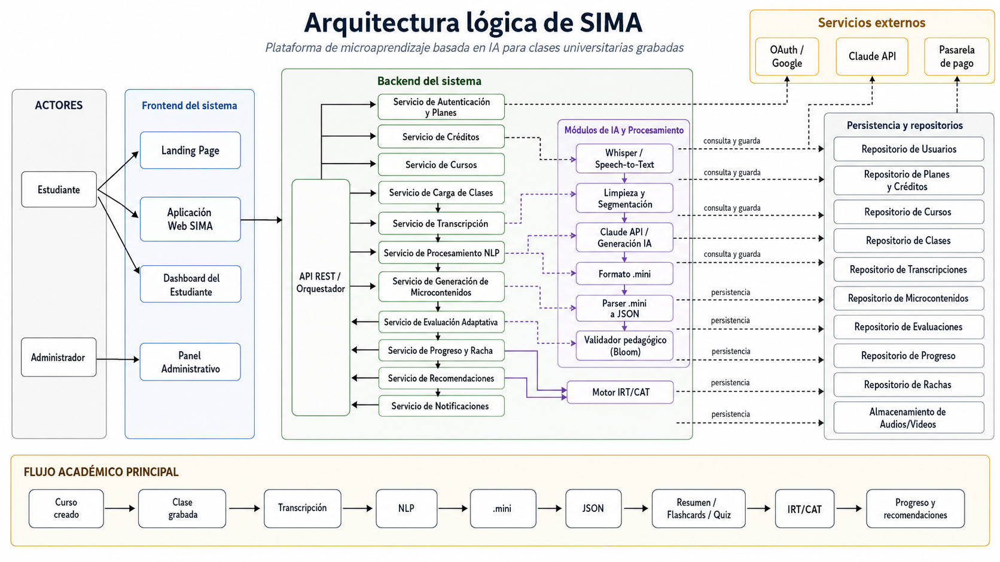 Arquitectura lógica de SIMA
Plataforma de microaprendizaje basada en IA para clases universitarias grabadas
Servicios externos
OAuth /
Google
Claude API
Pasarela
de pago
ACTORES
Estudiante
Administrador
Frontend del sistema
Landing Page
Aplicación
Web SIMA
Dashboard del
Estudiante
Panel
Administrativo
Backend del sistema
API REST /
Orquestador
Servicio de Autenticación
y Planes
Servicio de Créditos
Servicio de Cursos
Servicio de Carga de Clases
Servicio de Transcripción
Servicio de Procesamiento NLP
Servicio de Generación de
Microcontenidos
Servicio de Evaluación Adaptativa
Servicio de Progreso y Racha
Servicio de Recomendaciones
Servicio de Notificaciones
Módulos de IA y Procesamiento
Whisper /
Speech-to-Text
Limpieza y
Segmentación
Claude API /
Generación IA
Formato .mini
Parser .mini
a JSON
Validador pedagógico
(Bloom)
Motor IRT/CAT
consulta y guarda
consulta y guarda
consulta y guarda
consulta y guarda
persistencia
persistencia
persistencia
persistencia
persistencia
Persistencia y repositorios
Repositorio de Usuarios
Repositorio de Planes
y Créditos
Repositorio de Cursos
Repositorio de Clases
Repositorio de Transcripciones
Repositorio de Microcontenidos
Repositorio de Evaluaciones
Repositorio de Progreso
Repositorio de Rachas
Almacenamiento de
Audios/Videos
FLUJO ACADÉMICO PRINCIPAL
Curso
creado
Clase
grabada
Transcripción
NLP
.mini
JSON
Resumen /
Flashcards / Quiz
IRT/CAT
Progreso y
recomendaciones